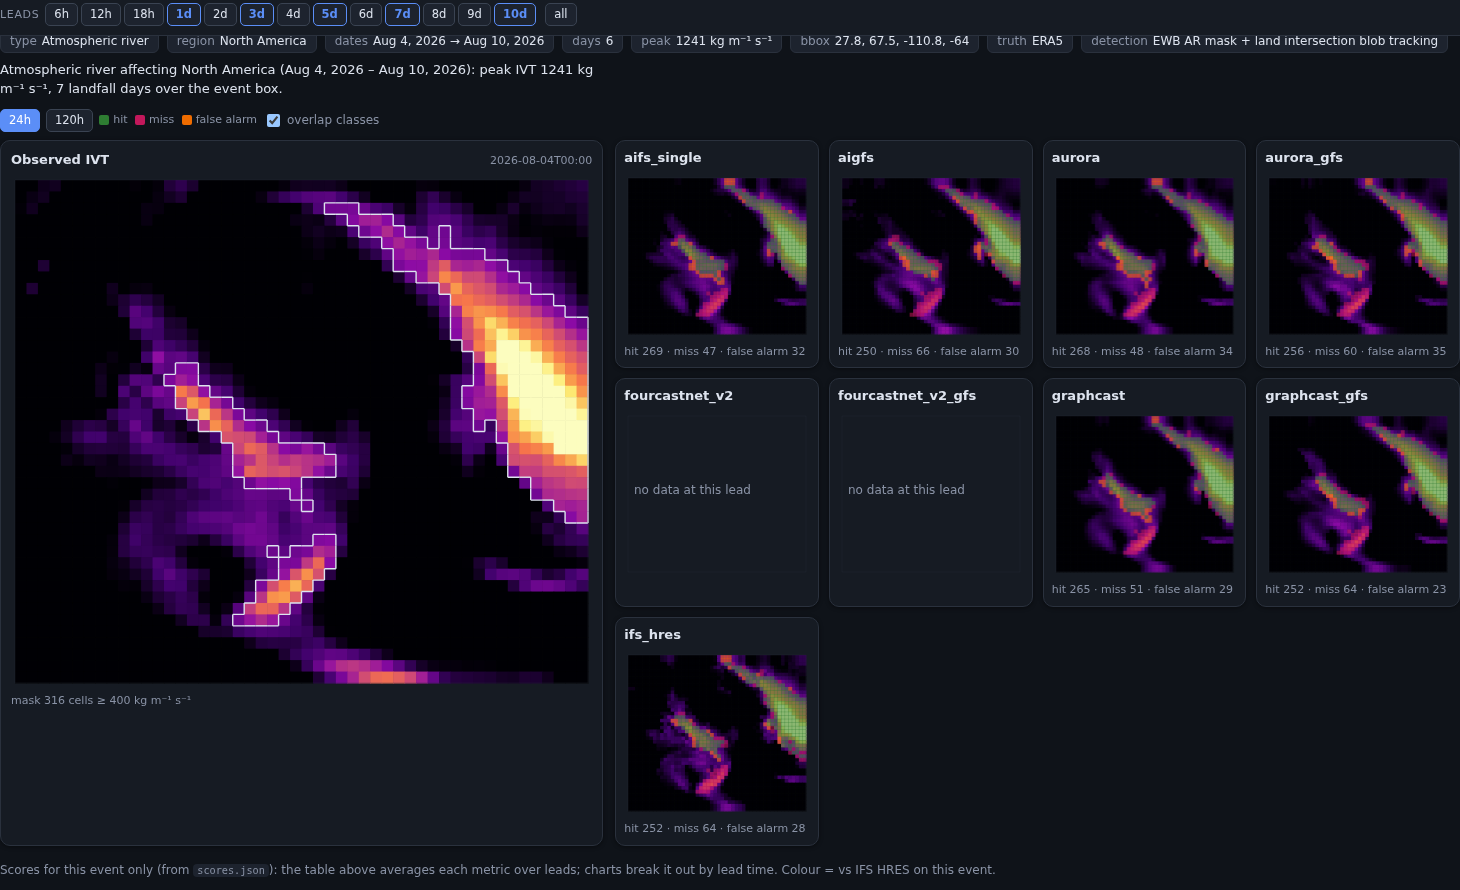 LEADS 6h 12h 18h 1d 2d 3d 4d 5d 6d 7d 8d 9d 10d all
type Atmospheric river region North America dates Aug 4, 2026 → Aug 10, 2026 days 6 peak 1241 kg m⁻¹ s⁻¹ bbox 27.8, 67.5, -110.8, -64 truth ERA5 detection EWB AR mask + land intersection blob tracking
Atmospheric river affecting North America (Aug 4, 2026 – Aug 10, 2026): peak IVT 1241 kg
m⁻¹ s⁻¹, 7 landfall days over the event box.
24h 120h hit miss false alarm overlap classes
Observed IVT 2026-08-04T00:00
mask 316 cells ≥ 400 kg m⁻¹ s⁻¹
aifs_single
hit 269 · miss 47 · false alarm 32
aigfs
hit 250 · miss 66 · false alarm 30
aurora
hit 268 · miss 48 · false alarm 34
aurora_gfs
hit 256 · miss 60 · false alarm 35
fourcastnet_v2
no data at this lead
fourcastnet_v2_gfs
no data at this lead
graphcast
hit 265 · miss 51 · false alarm 29
graphcast_gfs
hit 252 · miss 64 · false alarm 23
ifs_hres
hit 252 · miss 64 · false alarm 28
Scores for this event only (from scores.json): the table above averages each metric over leads; charts break it out by lead time. Colour = vs IFS HRES on this event.